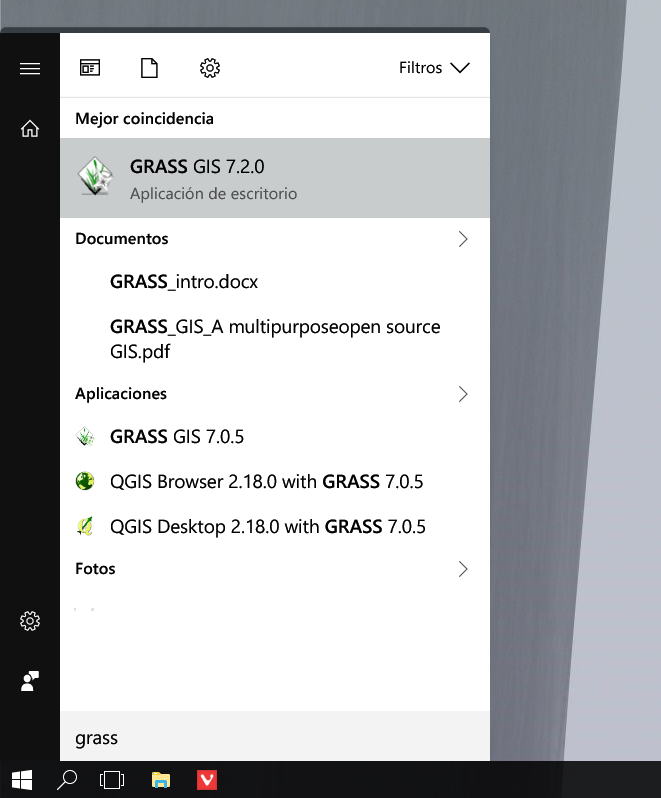 Filtros
Mejor coincidencia
GRASS GIS 7.2.0
Aplicación de escritorio
Documentos
GRASS_intro.docx
GRASS_GIS_A multipurposeopen source
GIS.pdf
Aplicaciones
GRASS GIS 7.0.5
QGIS Browser 2.18.0 with GRASS 7.0.5
QGIS Desktop 2.18.0 with GRASS 7.0.5
Fotos
grass